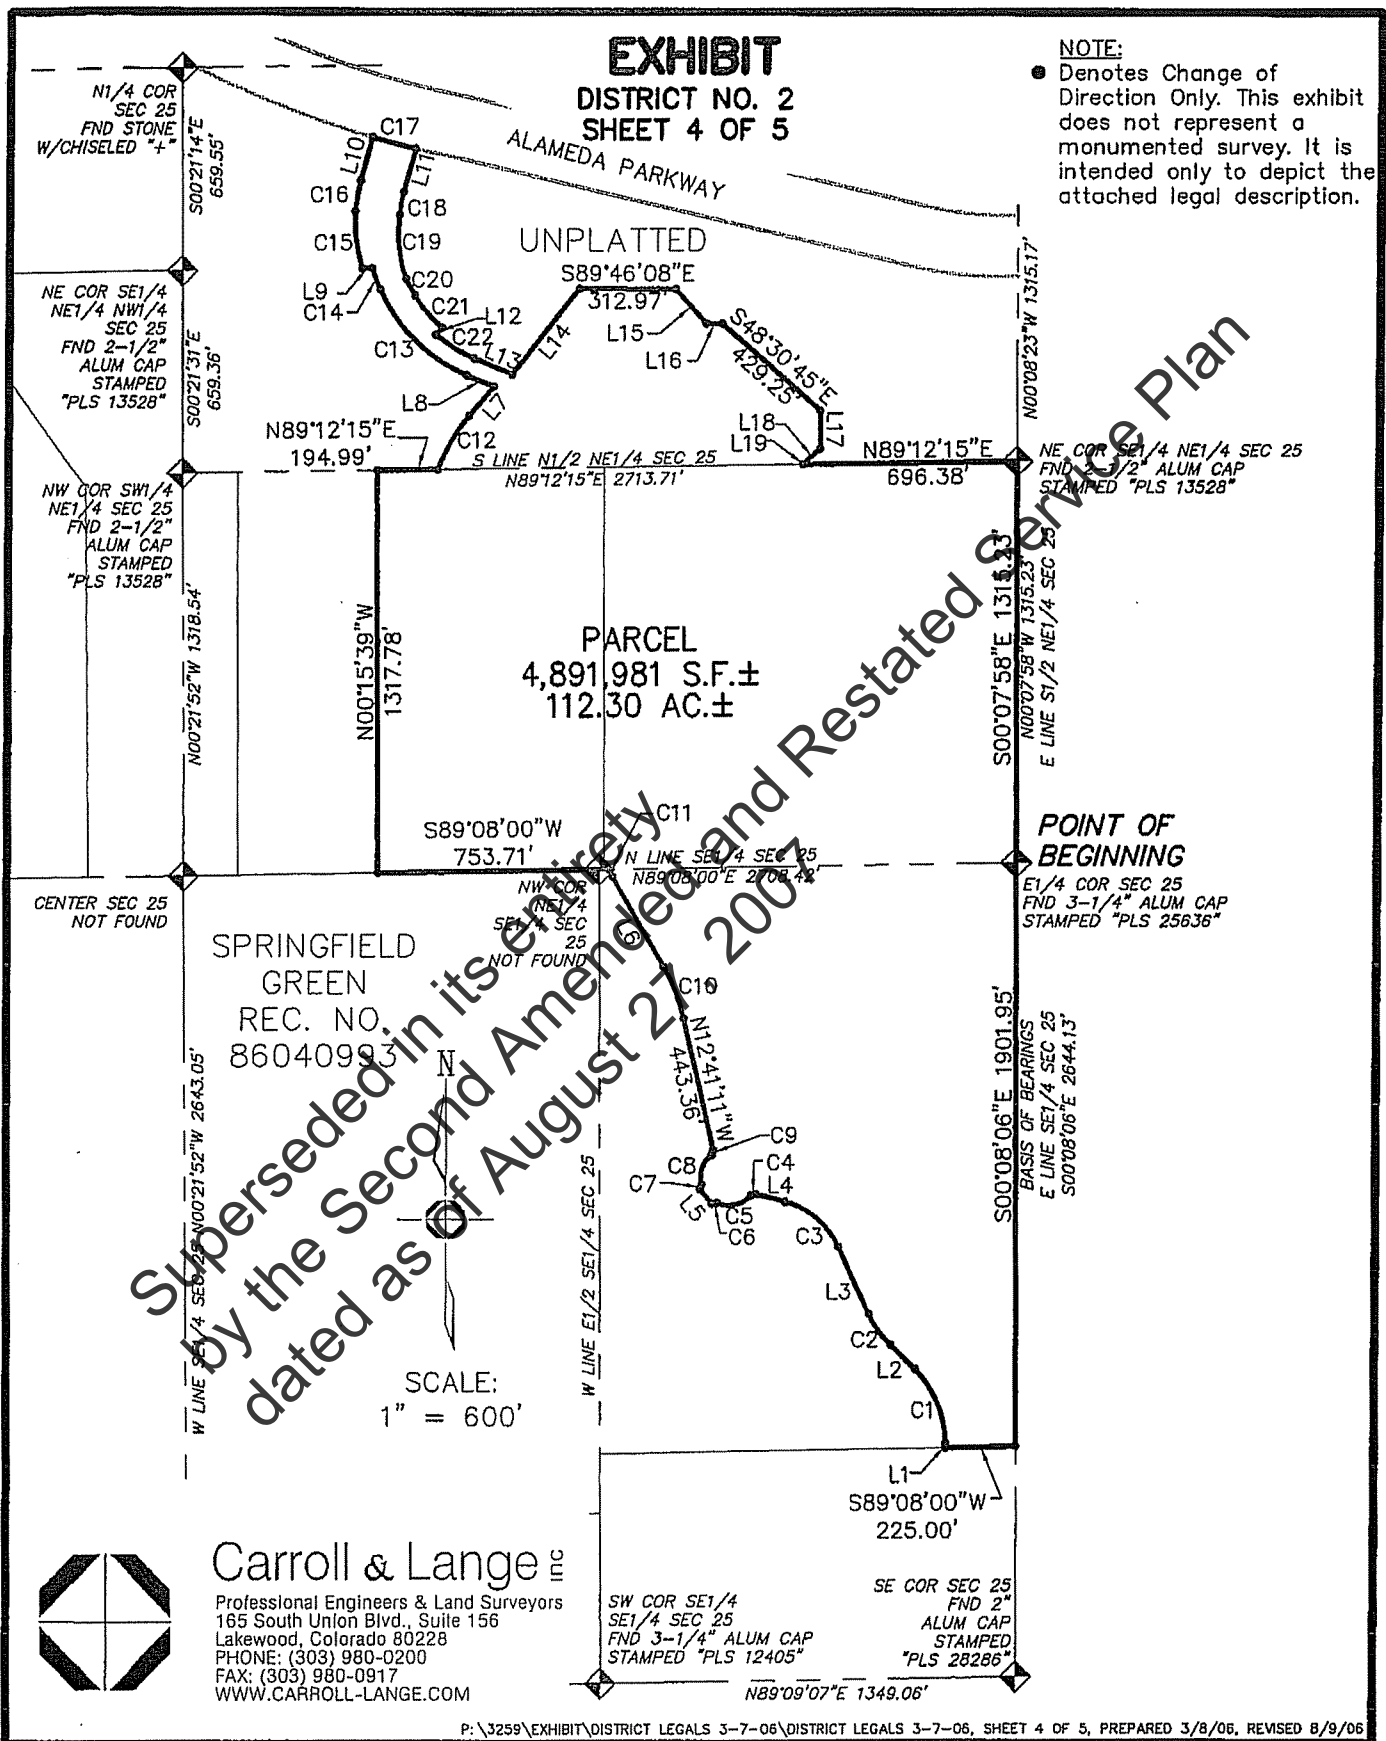 EXHIBIT
DISTRICT NO. 2
SHEET 4 OF 5
NOTE:
● Denotes Change of
Direction Only. This exhibit
does not represent a
monumented survey. It is
intended only to depict the
attached legal description.
N1/4 COR
SEC 25
FND STONE
W/CHISELED "+"
S00°21'14"E
659.55'
C17
L10
L11
ALAMEDA PARKWAY
C16
C18
C15
C19
UNPLATTED
S89°46'08"E
312.97'
N00°08'23"W 1315.17'
NE COR SE1/4
NE1/4 NW1/4
SEC 25
FND 2-1/2"
ALUM CAP
STAMPED
"PLS 13528"
S00°21'31"E
659.36'
L9
C14
C20
C21
L12
C22
L13
L14
C13
L15
L16
S48°30'45"E
429.25'
L8
L7
L17
L18
L19
N89°12'15"E
194.99'
C12
S LINE N1/2 NE1/4 SEC 25
N89°12'15"E 2713.71'
N89°12'15"E
696.38'
NE COR SE1/4 NE1/4 SEC 25
FND 2-1/2" ALUM CAP
STAMPED "PLS 13528"
NW COR SW1/4
NE1/4 SEC 25
FND 2-1/2"
ALUM CAP
STAMPED
"PLS 13528"
N00°21'52"W 1318.54'
N00°15'39"W
1317.78'
PARCEL
4,891,981 S.F.±
112.30 AC.±
S00°07'58"E 1315.23'
N00°07'58"W 1315.23'
E LINE S1/2 NE1/4 SEC 25
S89°08'00"W
753.71'
C11
N LINE SE1/4 SEC 25
N89°08'00"E 2708.42'
POINT OF
BEGINNING
E1/4 COR SEC 25
FND 3-1/4" ALUM CAP
STAMPED "PLS 25636"
CENTER SEC 25
NOT FOUND
NW COR
NE1/4
SE1/4 SEC
25
NOT FOUND
L6
SPRINGFIELD
GREEN
REC. NO.
86040993
C10
N12°41'11"W
443.36'
N
S00°08'06"E 1901.95'
BASIS OF BEARINGS
E LINE SE1/4 SEC 25
S00°08'06"E 2644.13'
W LINE SE1/4 SEC 25 N00°21'52"W 2643.05'
W LINE E1/2 SE1/4 SEC 25
C9
C8
C7
C4
L4
L5
C5
C6
C3
L3
C2
L2
C1
L1
S89°08'00"W
225.00'
SCALE:
1" = 600'
Superseded in its entirety
by the Second Amended and Restated Service Plan
dated as of August 27, 2007
Carroll & Lange Inc
Professional Engineers & Land Surveyors
165 South Union Blvd., Suite 156
Lakewood, Colorado 80228
PHONE: (303) 980-0200
FAX: (303) 980-0917
WWW.CARROLL-LANGE.COM
SW COR SE1/4
SE1/4 SEC 25
FND 3-1/4" ALUM CAP
STAMPED "PLS 12405"
SE COR SEC 25
FND 2"
ALUM CAP
STAMPED
"PLS 28286"
N89°09'07"E 1349.06'
P:\3259\EXHIBIT\DISTRICT LEGALS 3-7-06\DISTRICT LEGALS 3-7-06, SHEET 4 OF 5, PREPARED 3/8/06, REVISED 8/9/06